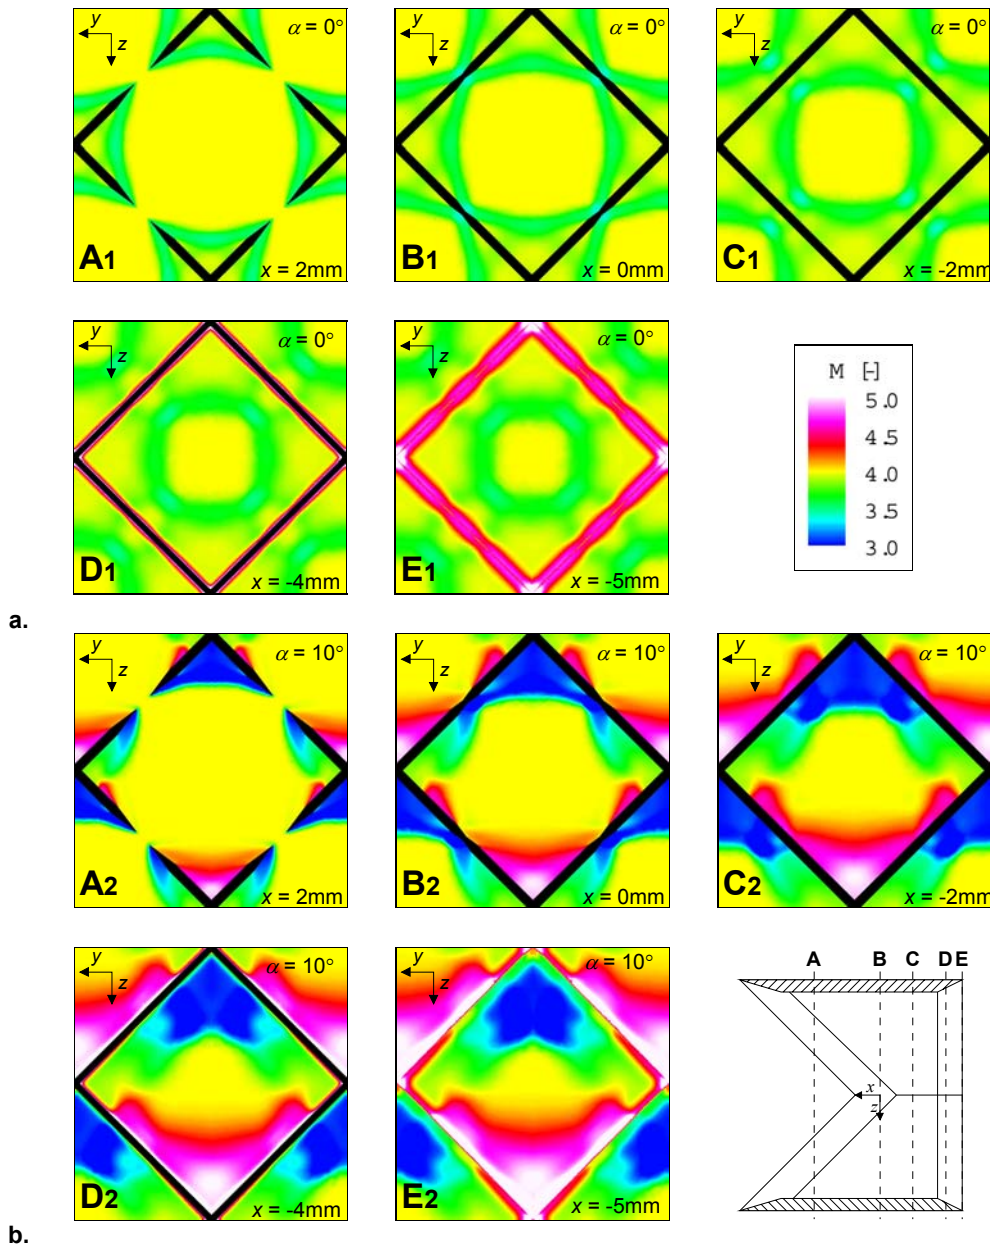 y
z
α = 0°
A1
x = 2mm
y
z
α = 0°
B1
x = 0mm
y
z
α = 0°
C1
x = -2mm
y
z
α = 0°
D1
x = -4mm
y
z
α = 0°
E1
x = -5mm
M [-]
5.0
4.5
4.0
3.5
3.0
a.
y
z
α = 10°
A2
x = 2mm
y
z
α = 10°
B2
x = 0mm
y
z
α = 10°
C2
x = -2mm
y
z
α = 10°
D2
x = -4mm
y
z
α = 10°
E2
x = -5mm
A B C D E
x
z
b.